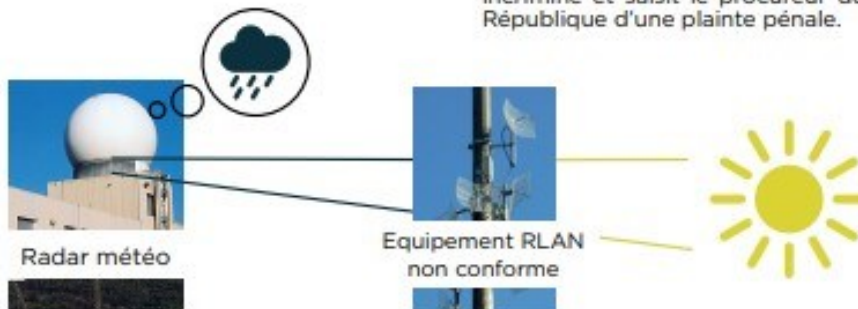 République d'une plainte pénale.
Radar météo
Equipement RLAN
non conforme